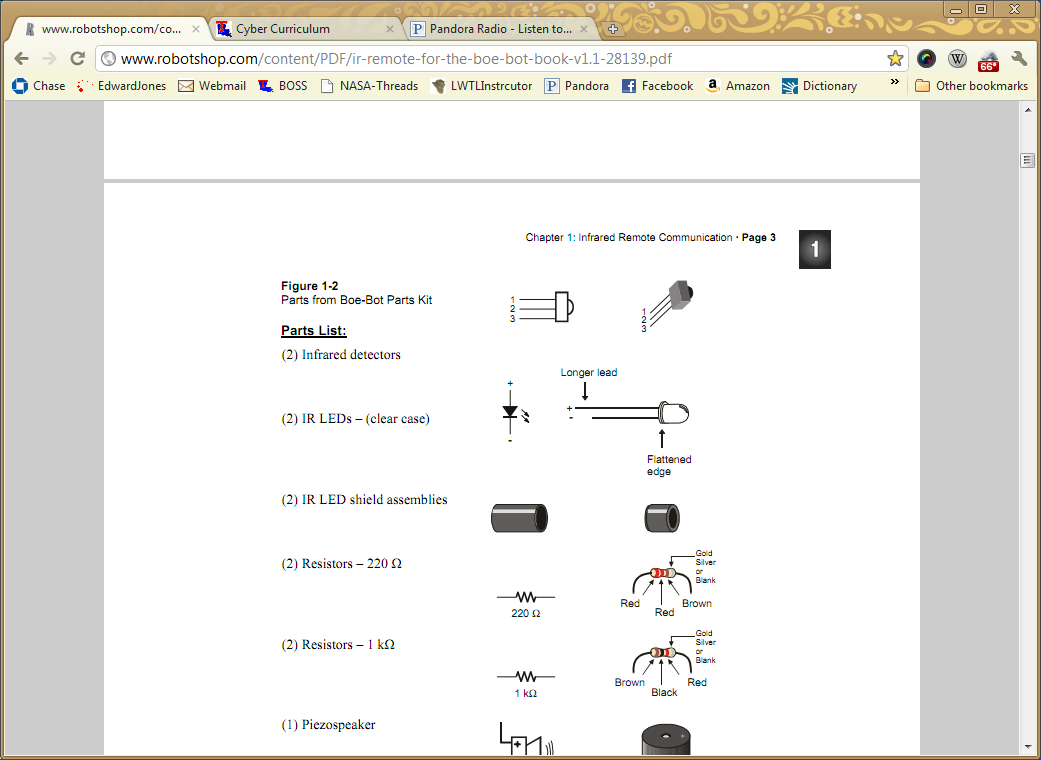 www.robotshop.com/co...
Cyber Curriculum
Pandora Radio - Listen to...
www.robotshop.com/content/PDF/ir-remote-for-the-boe-bot-book-v1.1-28139.pdf
W
66°
Chase
EdwardJones
Webmail
BOSS
NASA-Threads
LWTLInstrcutor
Pandora
Facebook
Amazon
Dictionary
»
Other bookmarks
Chapter 1: Infrared Remote Communication · Page 3
1
Figure 1-2
Parts from Boe-Bot Parts Kit
1
2
3
1
2
3
Parts List:
(2) Infrared detectors
Longer lead
+
-
+
-
(2) IR LEDs – (clear case)
Flattened
edge
(2) IR LED shield assemblies
(2) Resistors – 220 Ω
220 Ω
Gold
Silver
or
Blank
Red
Red
Brown
(2) Resistors – 1 kΩ
1 kΩ
Gold
Silver
or
Blank
Brown
Black
Red
(1) Piezospeaker
+